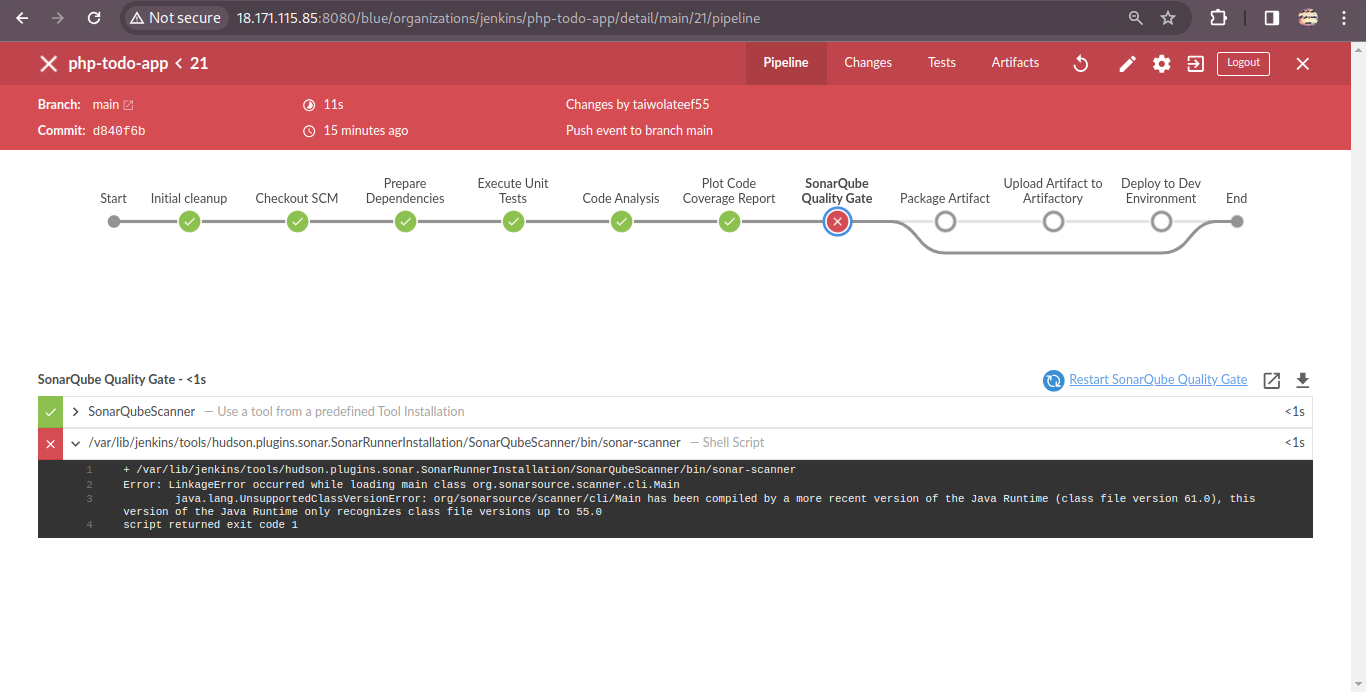 Not secure
18.171.115.85:8080/blue/organizations/jenkins/php-todo-app/detail/main/21/pipeline
php-todo-app < 21
Pipeline
Changes
Tests
Artifacts
Logout
Branch: main
11s
Changes by taiwolateef55
Commit: d840f6b
15 minutes ago
Push event to branch main
Start
Initial cleanup
Checkout SCM
Prepare
Dependencies
Execute Unit
Tests
Code Analysis
Plot Code
Coverage Report
SonarQube
Quality Gate
Package Artifact
Upload Artifact to
Artifactory
Deploy to Dev
Environment
End
SonarQube Quality Gate - <1s
Restart SonarQube Quality Gate
SonarQubeScanner — Use a tool from a predefined Tool Installation
<1s
/var/lib/jenkins/tools/hudson.plugins.sonar.SonarRunnerInstallation/SonarQubeScanner/bin/sonar-scanner — Shell Script
<1s
1 + /var/lib/jenkins/tools/hudson.plugins.sonar.SonarRunnerInstallation/SonarQubeScanner/bin/sonar-scanner
2 Error: LinkageError occurred while loading main class org.sonarsource.scanner.cli.Main
3 java.lang.UnsupportedClassVersionError: org/sonarsource/scanner/cli/Main has been compiled by a more recent version of the Java Runtime (class file version 61.0), this
version of the Java Runtime only recognizes class file versions up to 55.0
4 script returned exit code 1